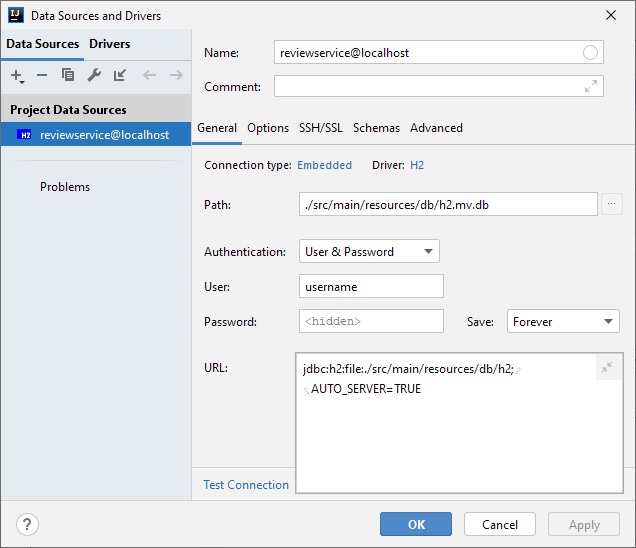 Data Sources and Drivers
Data Sources Drivers
Project Data Sources
H2 reviewservice@localhost
Problems
Name: reviewservice@localhost
Comment:
General Options SSH/SSL Schemas Advanced
Connection type: Embedded Driver: H2
Path: ./src/main/resources/db/h2.mv.db ...
Authentication: User & Password
User: username
Password: <hidden> Save: Forever
URL: jdbc:h2:file:./src/main/resources/db/h2;
AUTO_SERVER=TRUE
Test Connection
? OK Cancel Apply